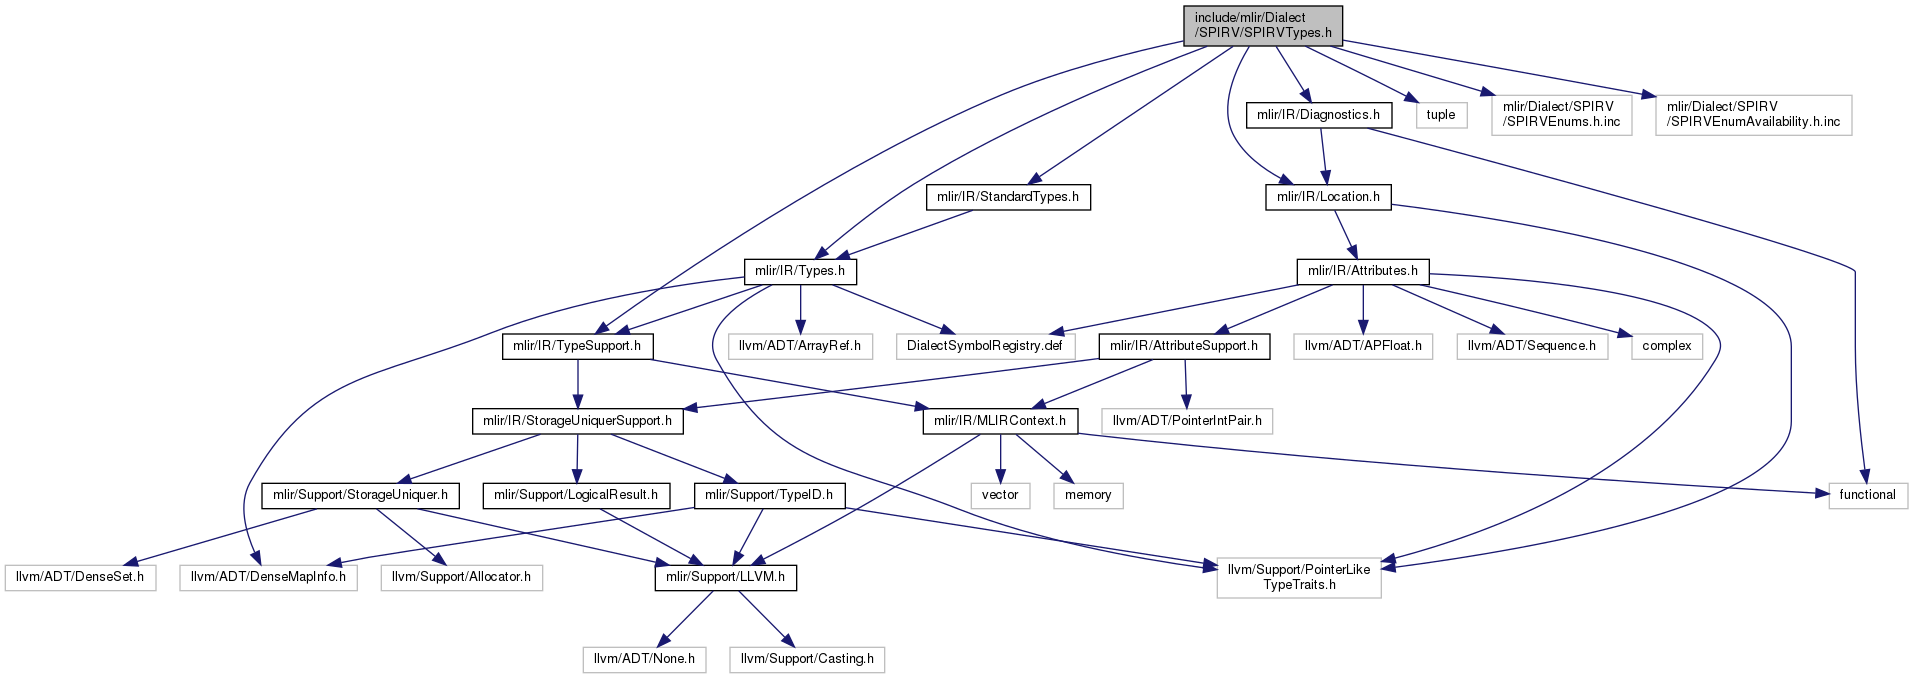 include/mlir/Dialect
/SPIRV/SPIRVTypes.h
mlir/IR/Diagnostics.h
tuple
mlir/Dialect/SPIRV
/SPIRVEnums.h.inc
mlir/Dialect/SPIRV
/SPIRVEnumAvailability.h.inc
mlir/IR/StandardTypes.h
mlir/IR/Location.h
mlir/IR/Types.h
mlir/IR/Attributes.h
mlir/IR/TypeSupport.h
llvm/ADT/ArrayRef.h
DialectSymbolRegistry.def
mlir/IR/AttributeSupport.h
llvm/ADT/APFloat.h
llvm/ADT/Sequence.h
complex
mlir/IR/StorageUniquerSupport.h
mlir/IR/MLIRContext.h
llvm/ADT/PointerIntPair.h
mlir/Support/StorageUniquer.h
mlir/Support/LogicalResult.h
mlir/Support/TypeID.h
vector
memory
functional
llvm/ADT/DenseSet.h
llvm/ADT/DenseMapInfo.h
llvm/Support/Allocator.h
mlir/Support/LLVM.h
llvm/Support/PointerLike
TypeTraits.h
llvm/ADT/None.h
llvm/Support/Casting.h